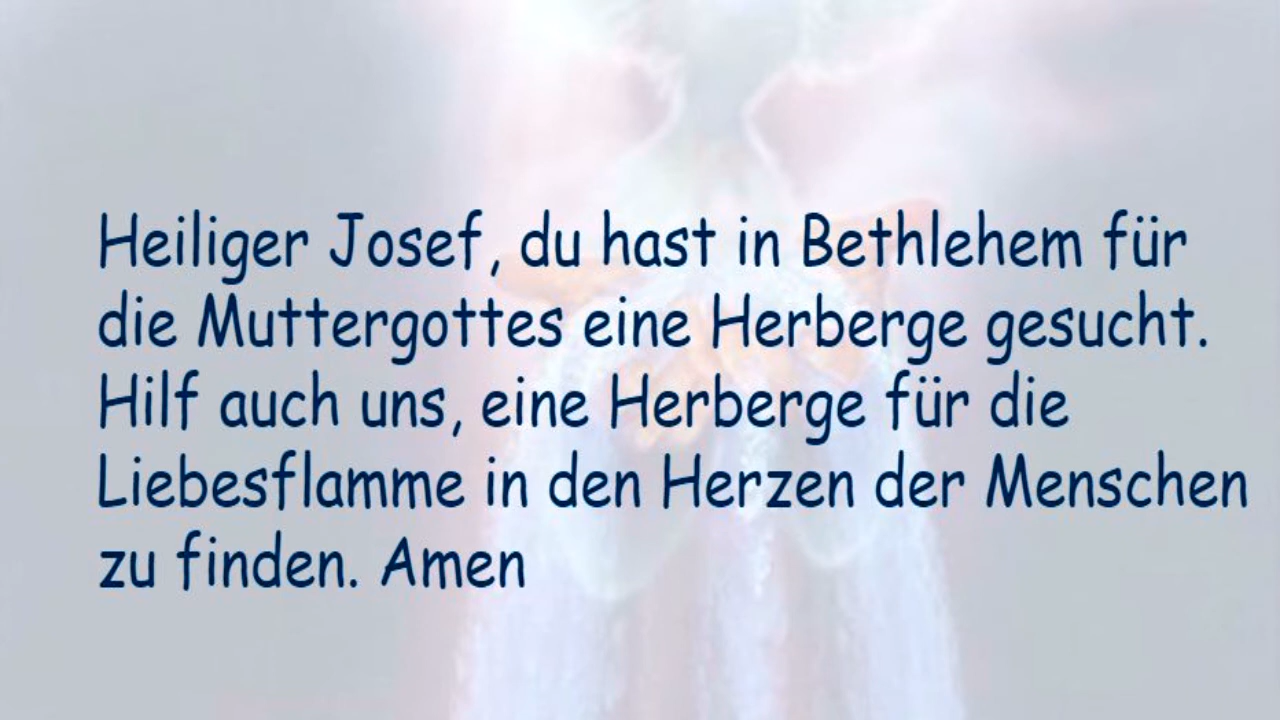 Heiliger Josef, du hast in Bethlehem für
die Muttergottes eine Herberge gesucht.
Hilf auch uns, eine Herberge für die
Liebesflamme in den Herzen der Menschen
zu finden. Amen